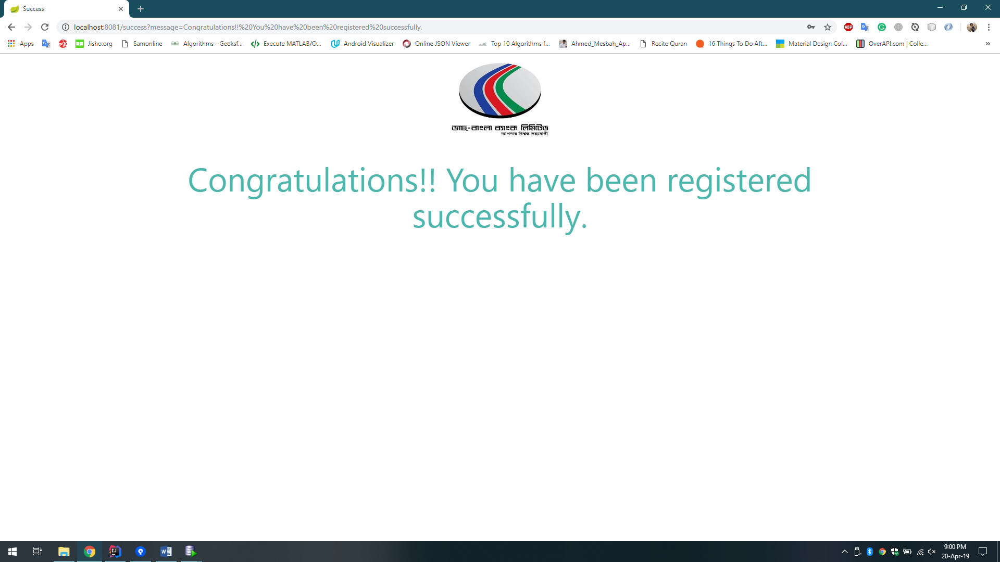 Success
localhost:8081/success?message=Congratulations!!%20You%20have%20been%20registered%20successfully.
ABP
Apps
Jisho.org
Samonline
Algorithms - Geeksf...
Execute MATLAB/O...
Android Visualizer
Online JSON Viewer
Top 10 Algorithms f...
Ahmed_Mesbah_Ap...
Recite Quran
16 Things To Do Aft...
Material Design Col...
OverAPI.com | Colle...
ডাচ্-বাংলা ব্যাংক লিমিটেড
আপনার বিশ্বস্ত সহযোগী
Congratulations!! You have been registered
successfully.
9:00 PM
20-Apr-19